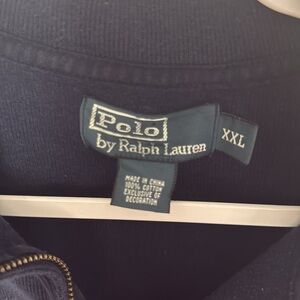 Polo
by Ralph Lauren
XXL
MADE IN CHINA
100% COTTON
EXCLUSIVE OF
DECORATION